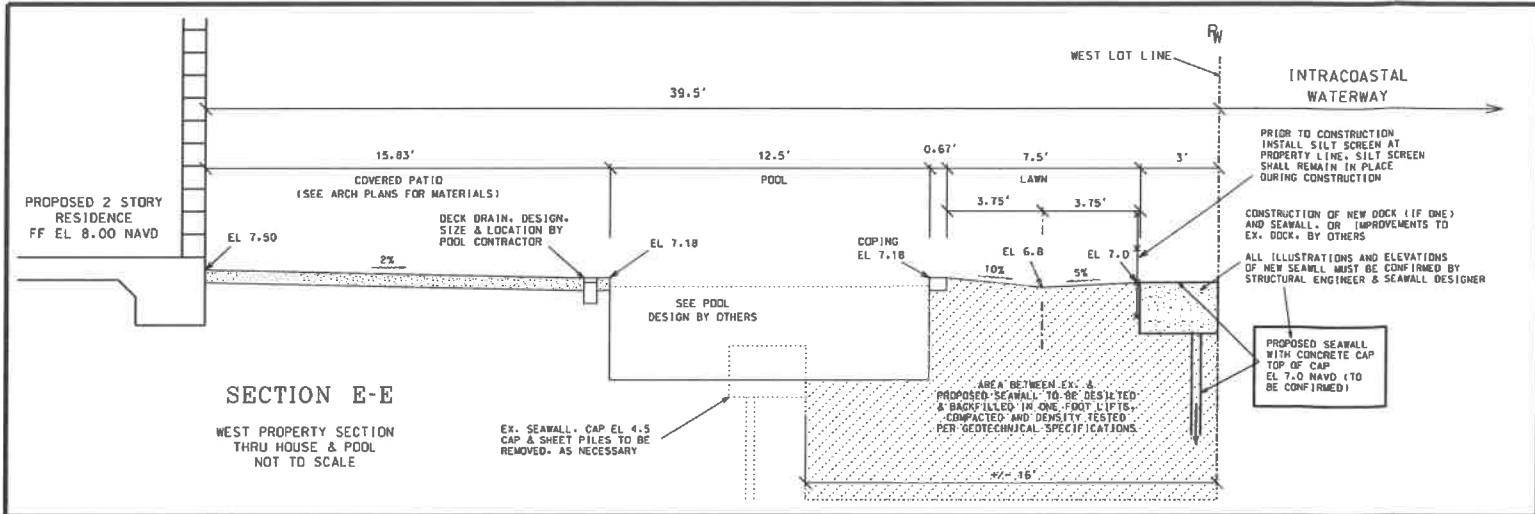 R/W
WEST LOT LINE
INTRACOASTAL
WATERWAY
39.5'
PRIOR TO CONSTRUCTION
INSTALL SILT SCREEN AT
PROPERTY LINE. SILT SCREEN
SHALL REMAIN IN PLACE
DURING CONSTRUCTION
15.83'
12.5'
0.67'
7.5'
3'
COVERED PATIO
(SEE ARCH PLANS FOR MATERIALS)
POOL
LAWN
3.75'
3.75'
PROPOSED 2 STORY
RESIDENCE
FF EL 8.00 NAVD
EL 7.50
DECK DRAIN. DESIGN.
SIZE & LOCATION BY
POOL CONTRACTOR
EL 7.18
COPING
EL 7.18
EL 6.8
EL 7.0
CONSTRUCTION OF NEW DOCK (IF ONE)
AND SEAWALL. OR IMPROVEMENTS TO
EX. DOCK. BY OTHERS
ALL ILLUSTRATIONS AND ELEVATIONS
OF NEW SEAWLL MUST BE CONFIRMED BY
STRUCTURAL ENGINEER & SEAWALL DESIGNER
2%
10%
5%
SEE POOL
DESIGN BY OTHERS
PROPOSED SEAWALL
WITH CONCRETE CAP
TOP OF CAP
EL 7.0 NAVD (TO
BE CONFIRMED)
SECTION E-E
WEST PROPERTY SECTION
THRU HOUSE & POOL
NOT TO SCALE
EX. SEAWALL. CAP EL 4.5
CAP & SHEET PILES TO BE
REMOVED. AS NECESSARY
AREA BETWEEN EX. &
PROPOSED SEAWALL TO BE DESILTED
& BACKFILLED IN ONE FOOT LIFTS.
COMPACTED AND DENSITY TESTED
PER GEOTECHNICAL SPECIFICATIONS
+/- 16'